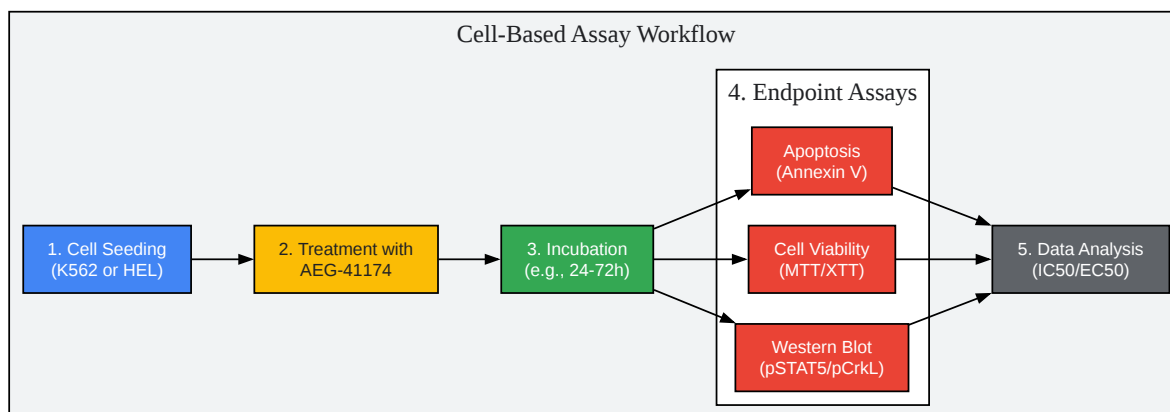 Cell-Based Assay Workflow
4. Endpoint Assays
Apoptosis
(Annexin V)
1. Cell Seeding
(K562 or HEL)
2. Treatment with
AEG-41174
3. Incubation
(e.g., 24-72h)
Cell Viability
(MTT/XTT)
5. Data Analysis
(IC50/EC50)
Western Blot
(pSTAT5/pCrkL)